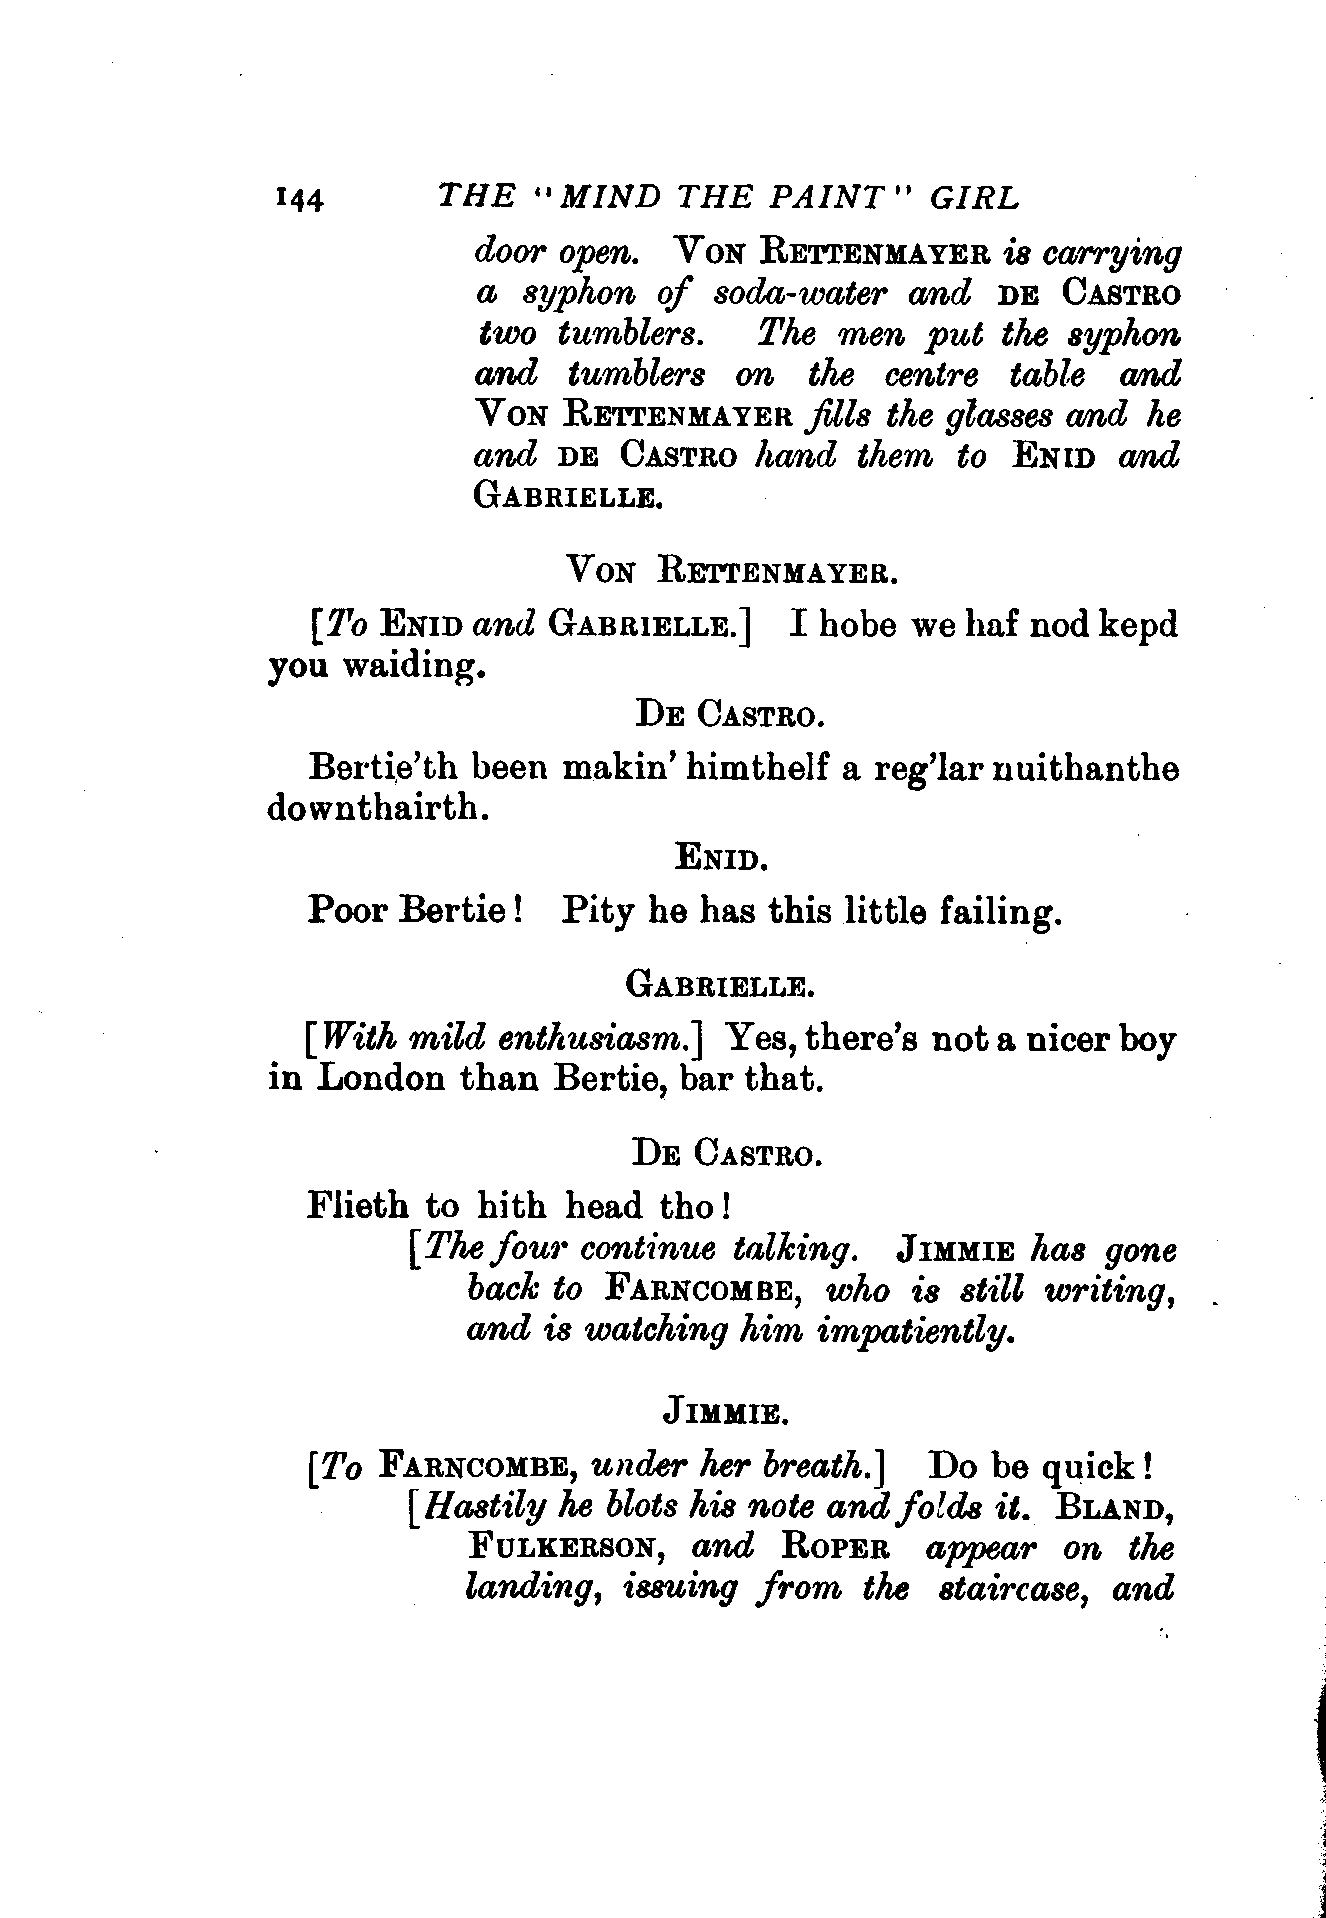 144 THE "MIND THE PAINT" GIRL
door open. VON RETTENMAYER is carrying
a syphon of soda-water and DE CASTRO
two tumblers. The men put the syphon
and tumblers on the centre table and
VON RETTENMAYER fills the glasses and he
and DE CASTRO hand them to ENID and
GABRIELLE.
VON RETTENMAYER.
[To ENID and GABRIELLE.] I hobe we haf nod kepd
you waiding.
DE CASTRO.
Bertie'th been makin' himthelf a reg'lar nuithanthe
downthairth.
ENID.
Poor Bertie! Pity he has this little failing.
GABRIELLE.
[With mild enthusiasm.] Yes, there's not a nicer boy
in London than Bertie, bar that.
DE CASTRO.
Flieth to hith head tho!
[The four continue talking. JIMMIE has gone
back to FARNCOMBE, who is still writing,
and is watching him impatiently.
JIMMIE.
[To FARNCOMBE, under her breath.] Do be quick!
[Hastily he blots his note and folds it. BLAND,
FULKERSON, and ROPER appear on the
landing, issuing from the staircase, and